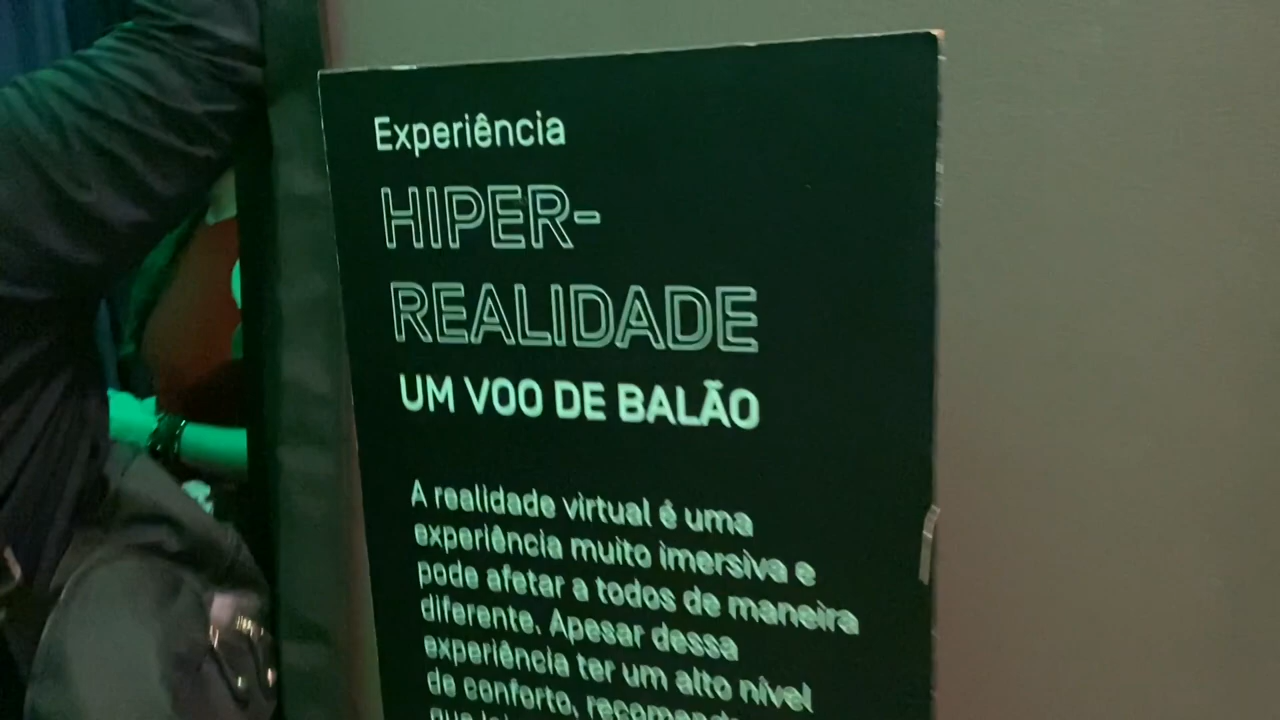 Experiência
HIPER-
REALIDADE
UM VOO DE BALÃO
A realidade virtual é uma
experiência muito imersiva e
pode afetar a todos de maneira
diferente. Apesar dessa
experiência ter um alto nível
de conforto,